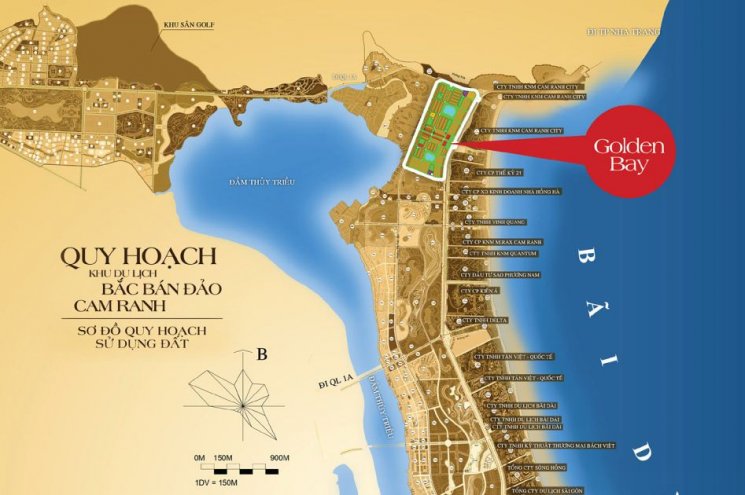 KHU SÂN GOLF
ĐI TP NHA TRANG
ĐI QL 1A
CTY TNHH KNM CAM RANH CITY
CTY TNHH KNM CAM RANH CITY
CTY TNHH KNM CAM RANH CITY
Golden
Bay
CTY CP THẾ KỶ 21
CTY CP XD KINH DOANH NHÀ HỒNG HÀ
ĐẦM THỦY TRIỀU
CTY TNHH VINH QUANG
CTY CP KNN MERAX CAM RANH
CTY TNHH KNM QUANTUM
CTY ĐẦU TƯ SAO PHƯƠNG NAM
CTY CP KIẾN Á
CTY TNHH DELTA
QUY HOẠCH
KHU DU LỊCH
BẮC BÁN ĐẢO
CAM RANH
SƠ ĐỒ QUY HOẠCH
SỬ DỤNG ĐẤT
B
ĐI QL 1A
ĐẦM THỦY TRIỀU
CTY TNHH TÂN VIỆT - QUỐC TẾ
CTY TNHH TÂN VIỆT - QUỐC TẾ
CTY TNHH DU LỊCH BÃI DÀI
CTY TNHH DU LỊCH BÃI DÀI
CTY TNHH DU LỊCH BÃI DÀI
CTY TNHH KỸ THUẬT THƯƠNG MẠI BÁCH VIỆT
TỔNG CTY SÔNG HỒNG
TỔNG CTY DU LỊCH SÀI GÒN
BÃI D
0M 150M 900M
1DV = 150M